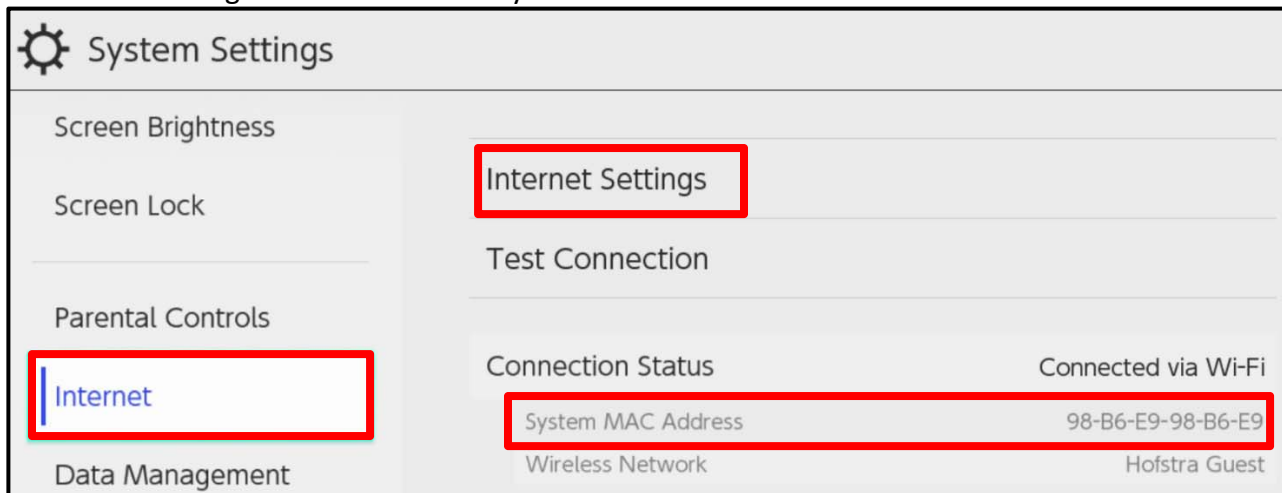 System Settings
Screen Brightness
Screen Lock
Parental Controls
Internet
Data Management
Internet Settings
Test Connection
Connection Status Connected via Wi-Fi
System MAC Address 98-B6-E9-98-B6-E9
Wireless Network Hofstra Guest